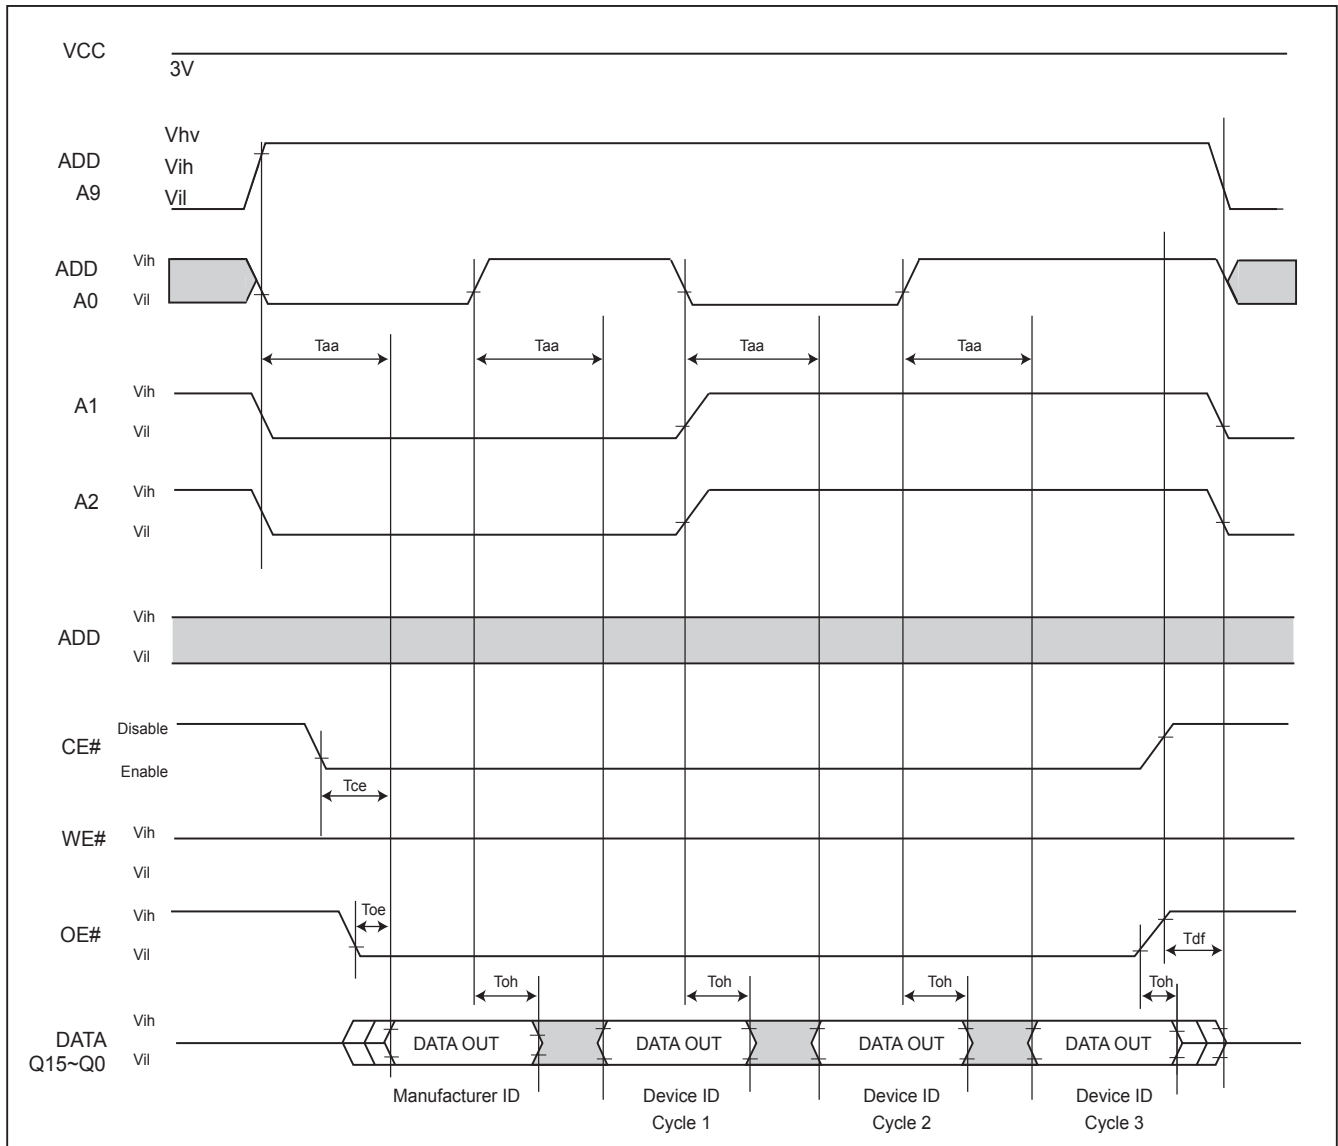 VCC
3V
ADD
A9
Vhv
Vih
Vil
ADD
A0
Vih
Vil
Taa Taa Taa Taa
A1
Vih
Vil
A2
Vih
Vil
ADD
Vih
Vil
CE#
Disable
Enable
Tce
WE#
Vih
Vil
OE#
Vih
Vil
Toe
Tdf
Toh Toh Toh Toh
DATA
Q15~Q0
Vih
Vil
DATA OUT DATA OUT DATA OUT DATA OUT
Manufacturer ID Device ID Device ID Device ID
Cycle 1 Cycle 2 Cycle 3